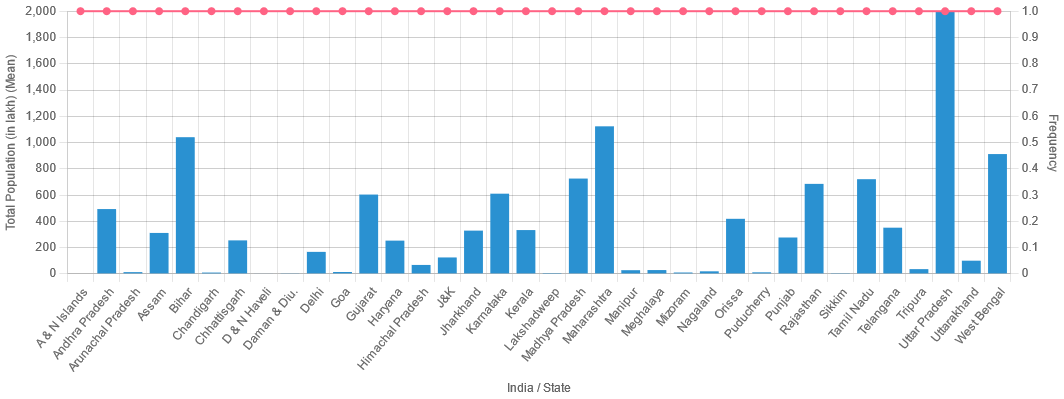 2,000
1,800
1,600
1,400
1,200
1,000
800
600
400
200
0
Total Population (in lakh) (Mean)
1.0
0.9
0.8
0.7
0.6
0.5
0.4
0.3
0.2
0.1
0
Frequency
A & N Islands
Andhra Pradesh
Arunachal Pradesh
Assam
Bihar
Chandigarh
Chhattisgarh
D & N Haveli
Daman & Diu.
Delhi
Goa
Gujarat
Haryana
Himachal Pradesh
J&K
Jharkhand
Karnataka
Kerala
Lakshadweep
Madhya Pradesh
Maharashtra
Manipur
Meghalaya
Mizoram
Nagaland
Orissa
Puducherry
Punjab
Rajasthan
Sikkim
Tamil Nadu
Telangana
Tripura
Uttar Pradesh
Uttarakhand
West Bengal
India / State